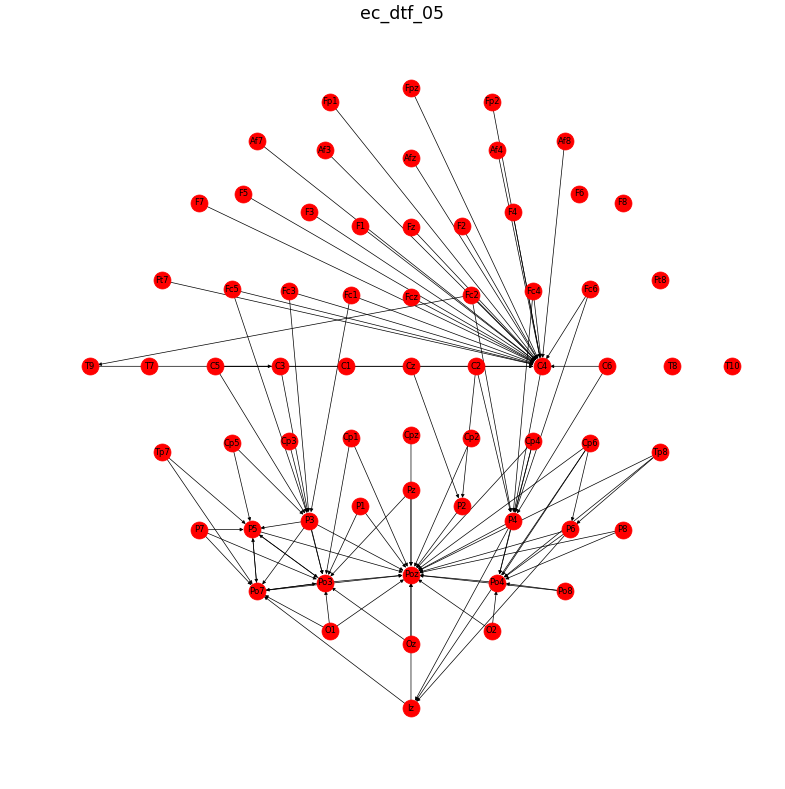 ec_dtf_05
Fpz
Fp1 Fp2
Af7 Af8
Af3 Af4
Afz
F5 F6
F7 F8
F3 F4
F1 Fz F2
Ft7 Ft8
Fc5 Fc3 Fc1 Fcz Fc2 Fc4 Fc6
T9 T7 C5 C3 C1 Cz C2 C4 C6 T8 T10
Cp5 Cp3 Cp1 Cpz Cp2 Cp4 Cp6
Tp7 Tp8
Pz
P1 P2
P3 P4
P7 P5 P6 P8
Poz
Po3 Po4
Po7 Po8
O1 O2
Oz
Iz